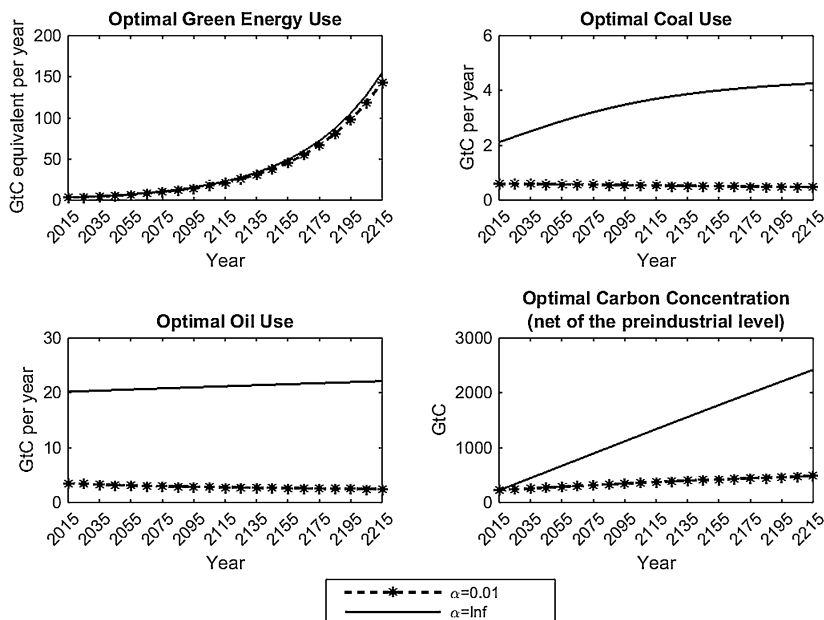 Optimal Green Energy Use
GtC equivalent per year
200
150
100
50
0
2015 2035 2055 2075 2095 2115 2135 2155 2175 2195 2215
Year
Optimal Coal Use
GtC per year
6
4
2
0
2015 2035 2055 2075 2095 2115 2135 2155 2175 2195 2215
Year
Optimal Oil Use
GtC per year
30
20
10
0
2015 2035 2055 2075 2095 2115 2135 2155 2175 2195 2215
Year
Optimal Carbon Concentration
(net of the preindustrial level)
GtC
3000
2000
1000
0
2015 2035 2055 2075 2095 2115 2135 2155 2175 2195 2215
Year
α=0.01
α=Inf